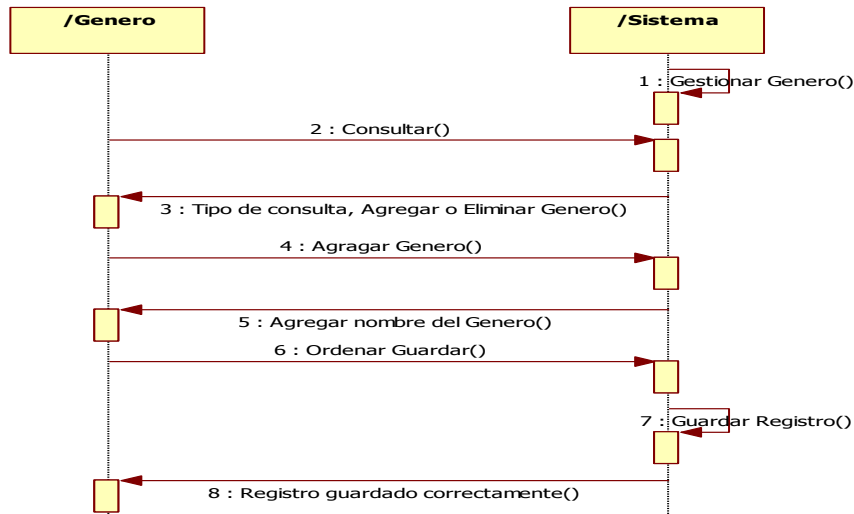 /Genero
/Sistema
1 : Gestionar Genero()
2 : Consultar()
3 : Tipo de consulta, Agregar o Eliminar Genero()
4 : Agragar Genero()
5 : Agregar nombre del Genero()
6 : Ordenar Guardar()
7 : Guardar Registro()
8 : Registro guardado correctamente()